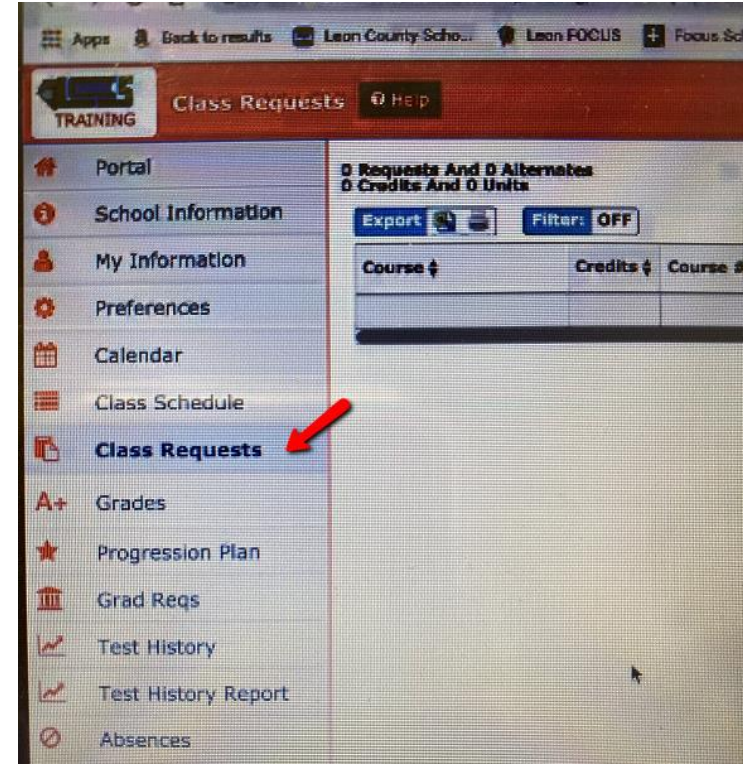 Apps Back to results Leon County Scho... Leon FOCUS Focus Sch
TRAINING
Class Requests Help
Portal
School Information
My Information
Preferences
Calendar
Class Schedule
Class Requests
A+ Grades
Progression Plan
Grad Reqs
Test History
Test History Report
Absences
0 Requests And 0 Alternates
0 Credits And 0 Units
Export Filter: OFF
Course Credits Course #